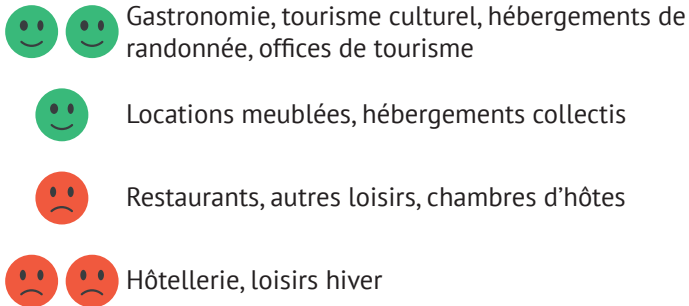 Gastronomie, tourisme culturel, hébergements de
randonnée, offices de tourisme
Locations meublées, hébergements collectis
Restaurants, autres loisirs, chambres d'hôtes
Hôtellerie, loisirs hiver